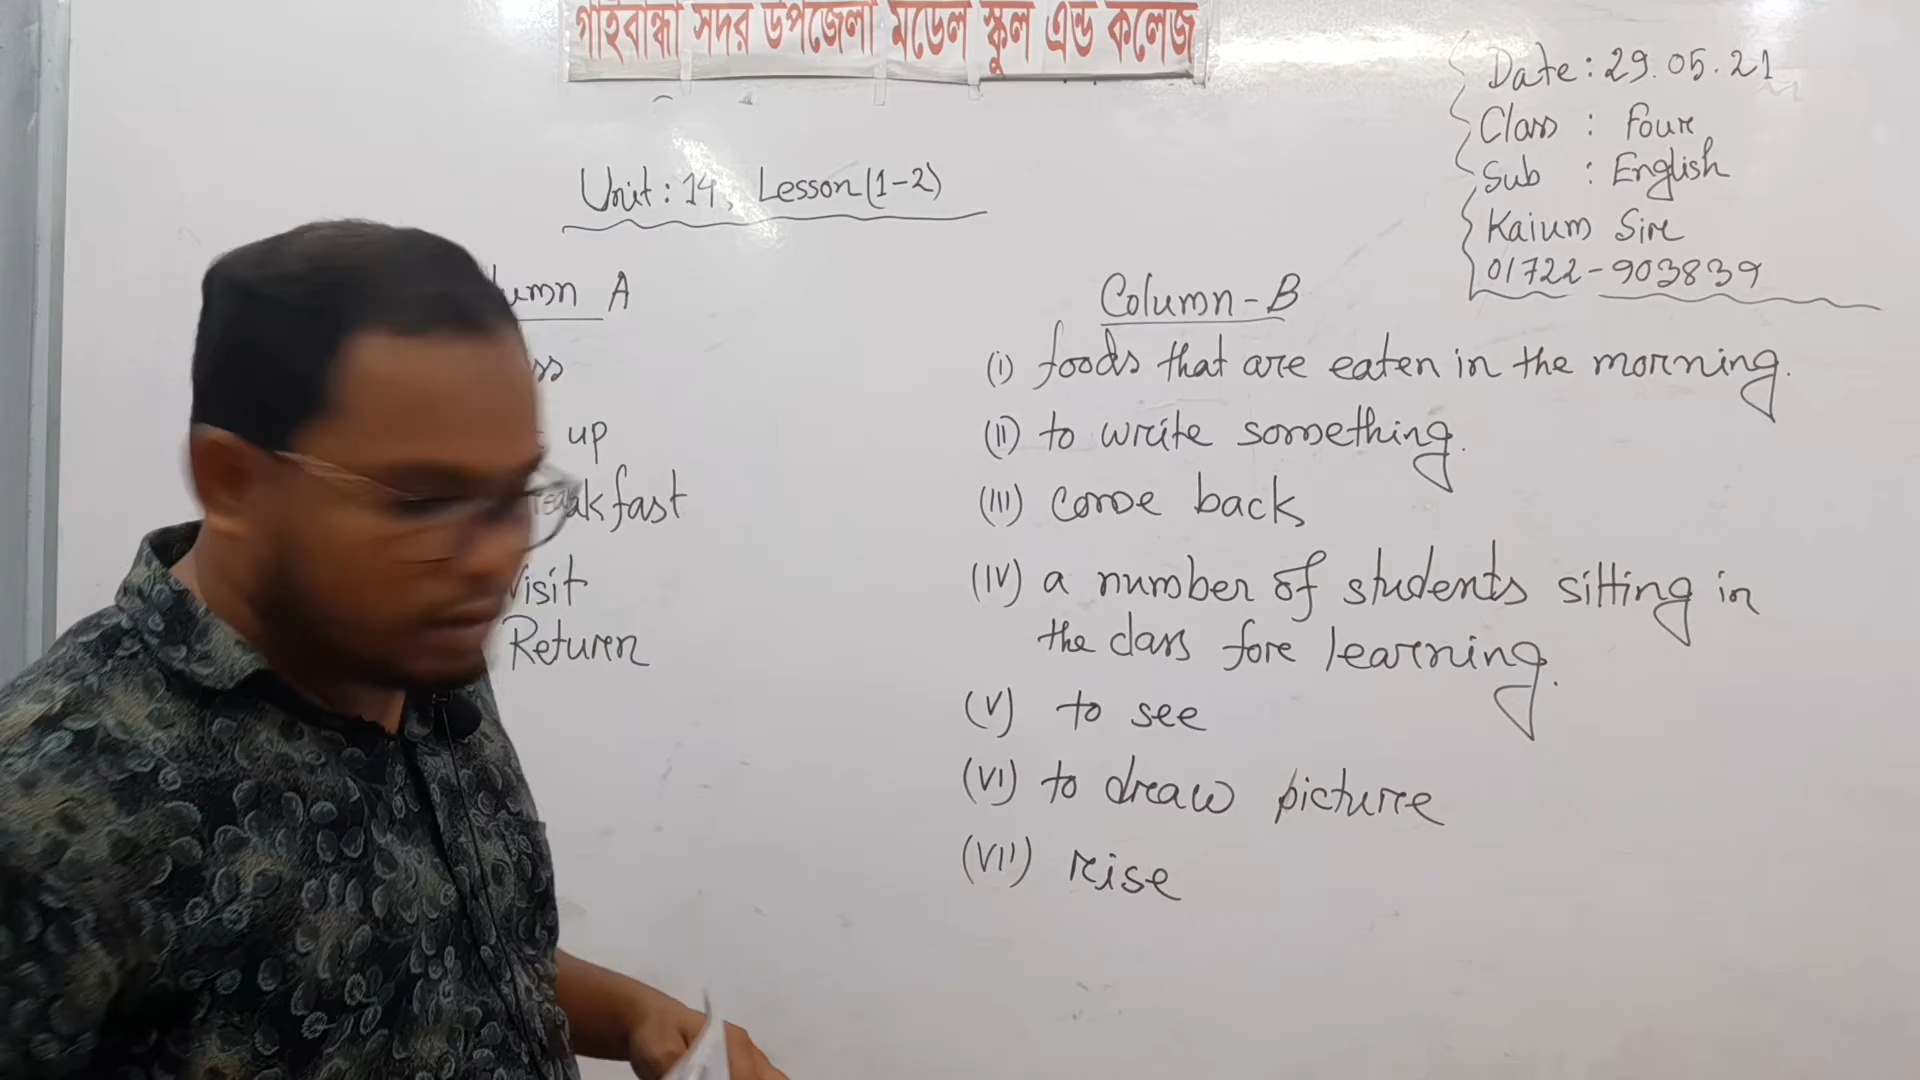 গাইবান্ধা সদর উপজেলা মডেল স্কুল এন্ড কলেজ
Date : 29.05.21
Class : Four
Sub : English
Kaium Sir
01722-903839
Unit : 14, Lesson (1-2)
A
up
Visit
Return
Column-B
(I) foods that are eaten in the morning.
(II) to write something.
(III) come back
(IV) a number of students sitting in
the class for learning.
(V) to see
(VI) to draw picture
(VII) rise